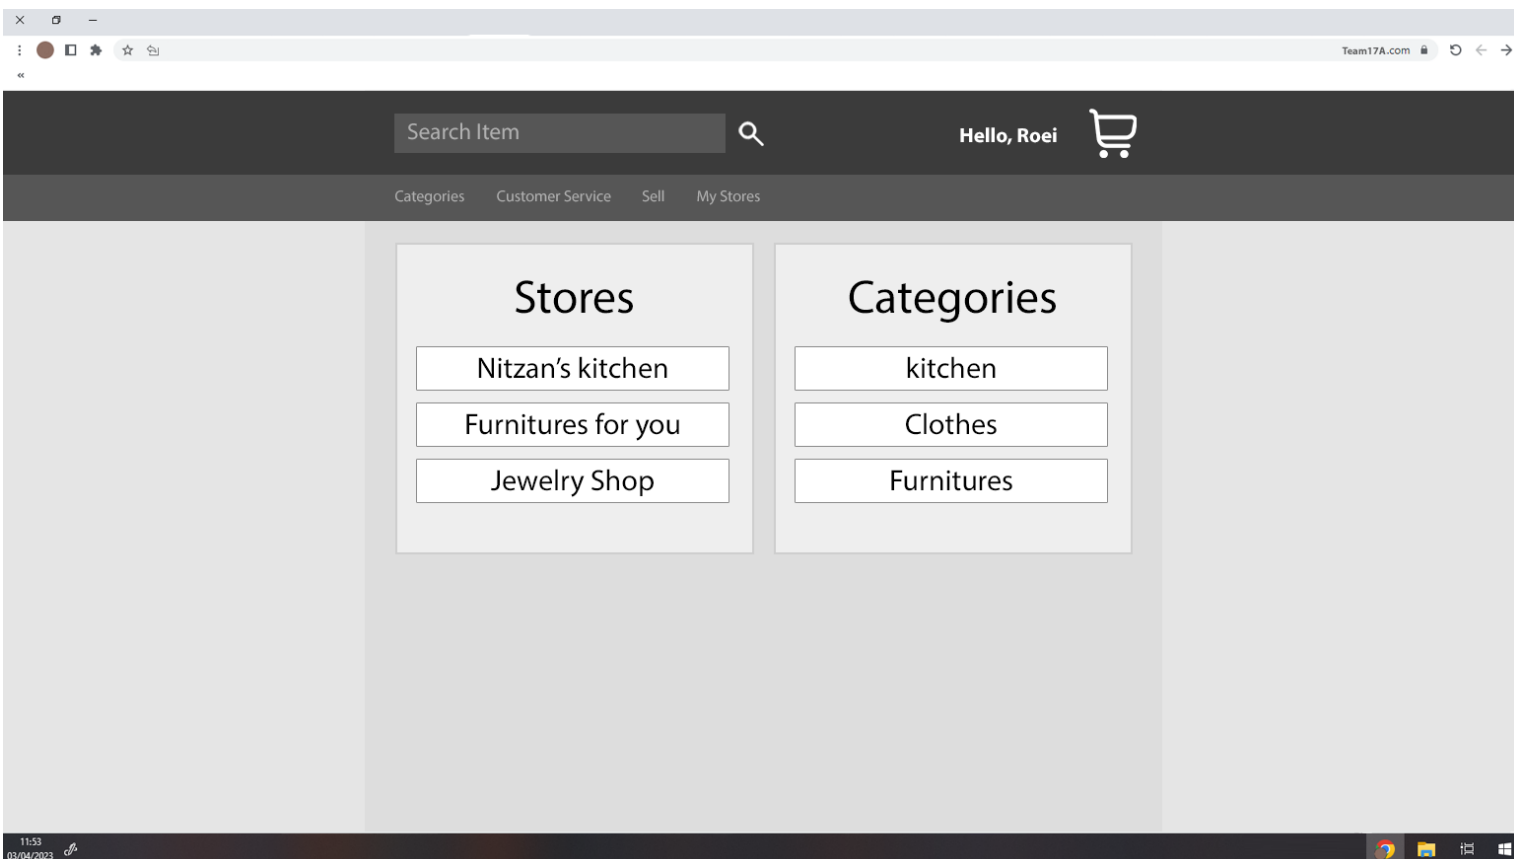 Team17A.com
Search Item
Hello, Roei
Categories Customer Service Sell My Stores
Stores
Nitzan’s kitchen
Furnitures for you
Jewelry Shop
Categories
kitchen
Clothes
Furnitures
11:53
03/04/2023